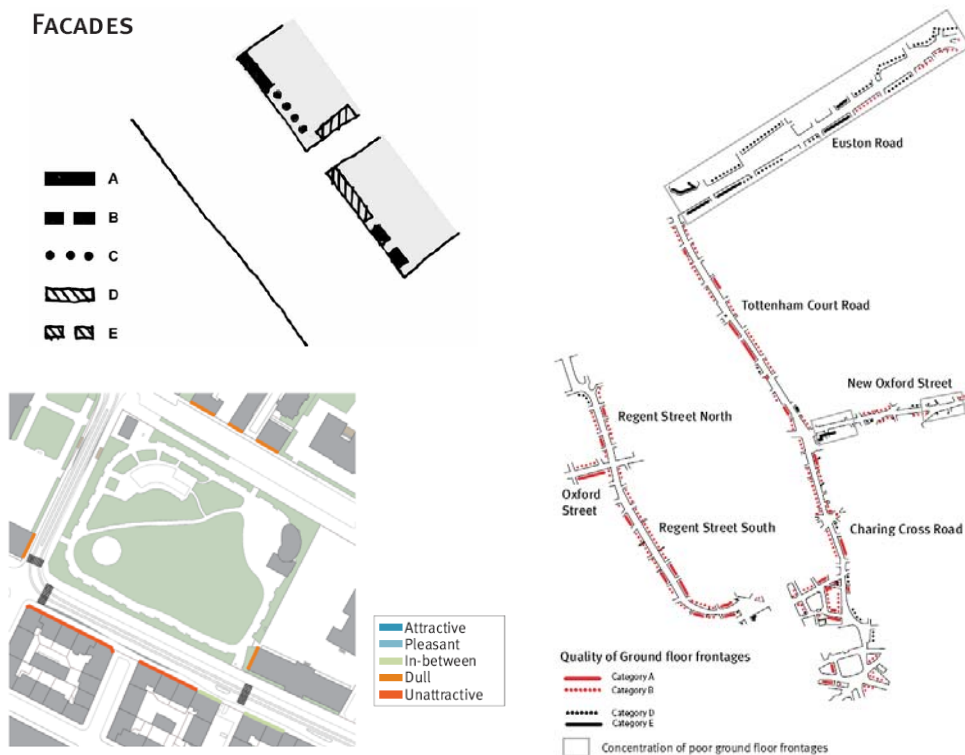 FACADES
A
B
C
D
E
Attractive
Pleasant
In-between
Dull
Unattractive
Euston Road
Tottenham Court Road
New Oxford Street
Regent Street North
Oxford
Street
Regent Street South
Charing Cross Road
Quality of Ground floor frontages
Category A
Category B
Category D
Category E
Concentration of poor ground floor frontages